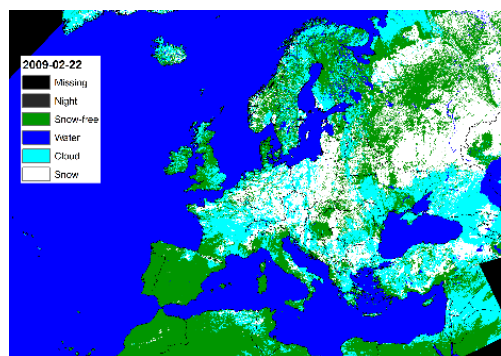 2009-02-22
Missing
Night
Snow-free
Water
Cloud
Snow